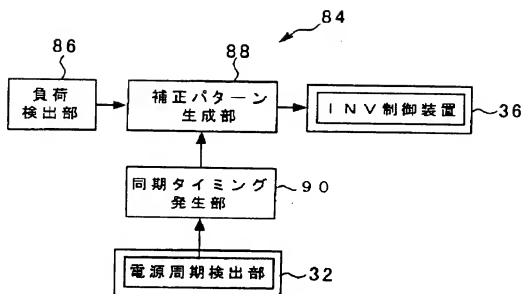 84
86
88
負荷
検出部
補正パターン
生成部
INV制御装置
36
同期タイミング
発生部
90
電源周期検出部
32